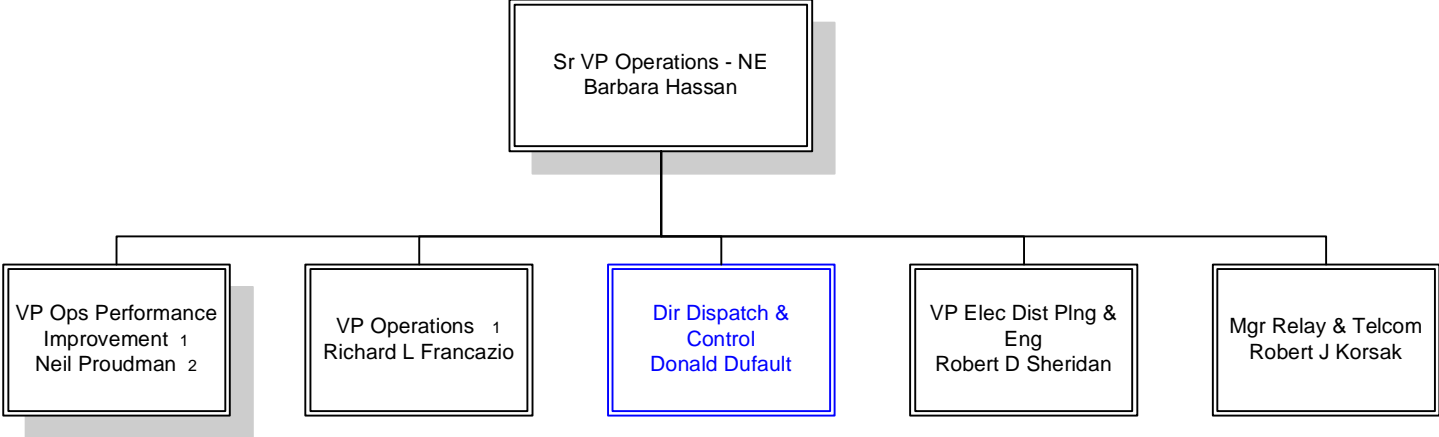 Sr VP Operations - NE
Barbara Hassan
VP Ops Performance
Improvement 1
Neil Proudman 2
VP Operations 1
Richard L Francazio
Dir Dispatch &
Control
Donald Dufault
VP Elec Dist Plng &
Eng
Robert D Sheridan
Mgr Relay & Telcom
Robert J Korsak